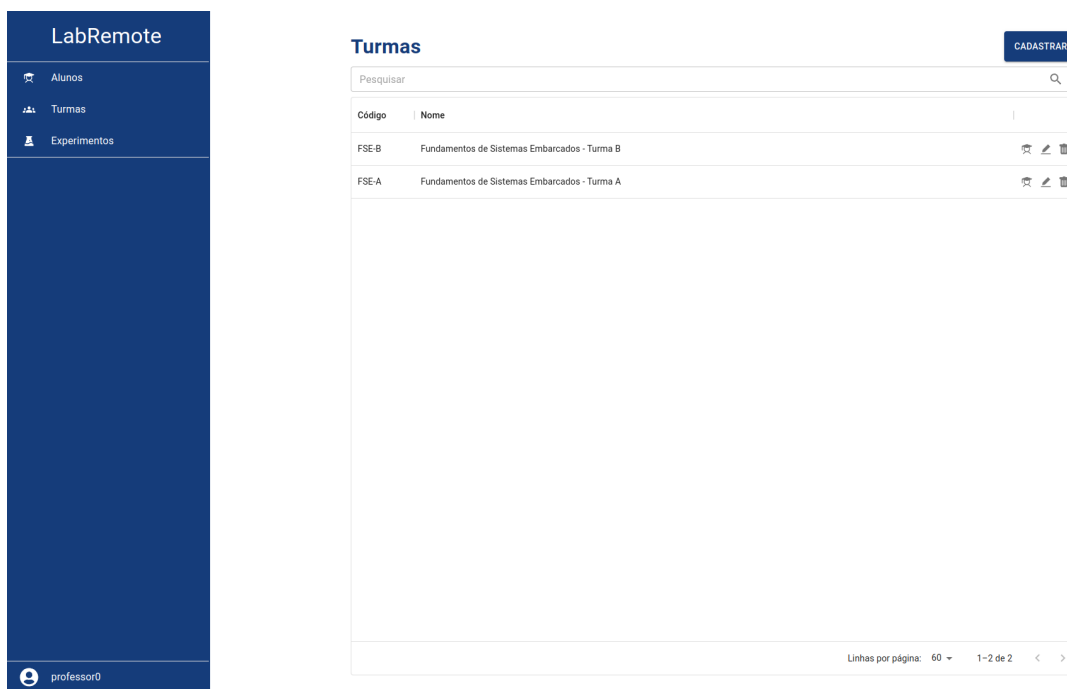 LabRemote
Alunos
Turmas
Experimentos
professor0
Turmas
CADASTRAR
Pesquisar
Código Nome
FSE-B Fundamentos de Sistemas Embarcados - Turma B
FSE-A Fundamentos de Sistemas Embarcados - Turma A
Linhas por página: 60 1–2 de 2